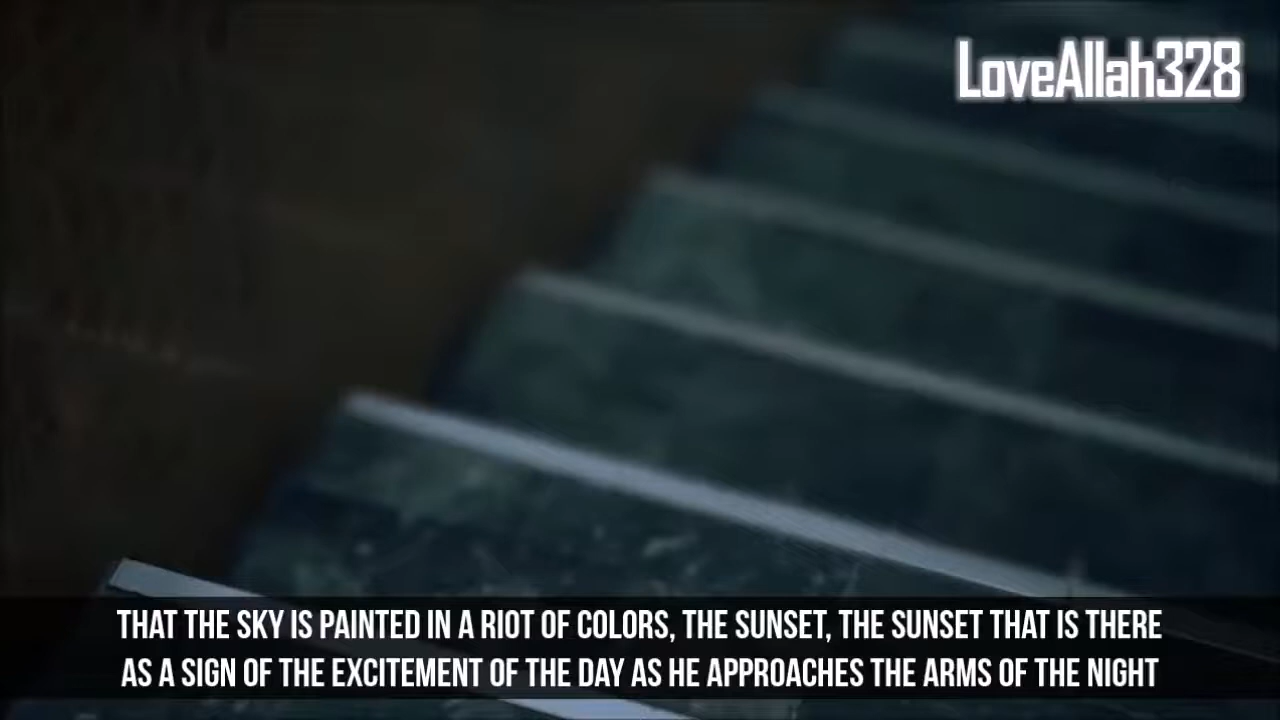 LoveAllah328
THAT THE SKY IS PAINTED IN A RIOT OF COLORS, THE SUNSET, THE SUNSET THAT IS THERE
AS A SIGN OF THE EXCITEMENT OF THE DAY AS HE APPROACHES THE ARMS OF THE NIGHT